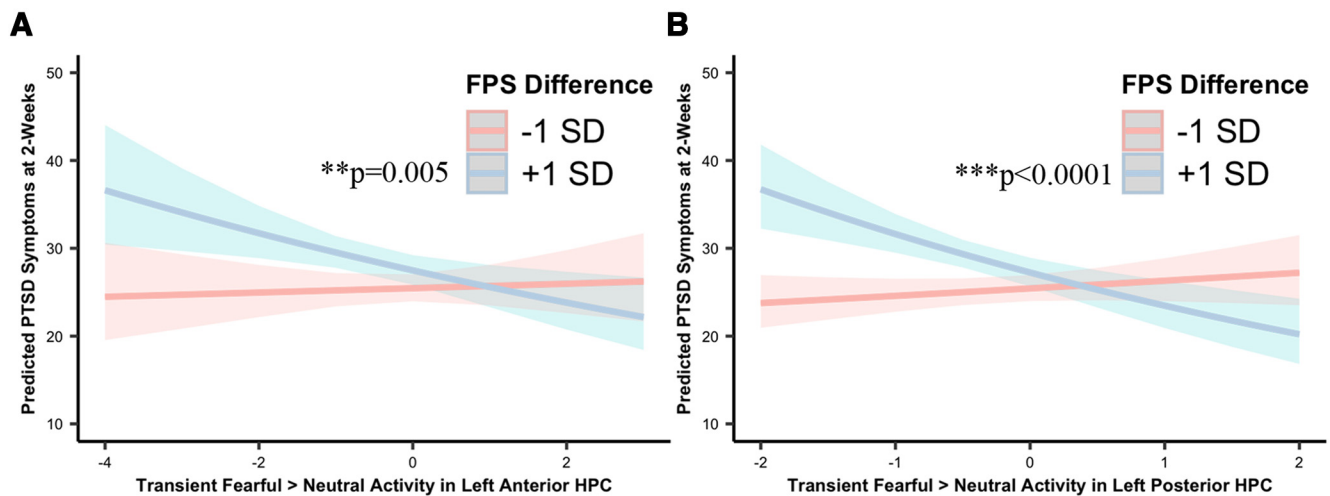 A
Predicted PTSD Symptoms at 2-Weeks
50
40
30
20
10
FPS Difference
-1 SD
+1 SD
**p=0.005
-4
-2
0
2
Transient Fearful > Neutral Activity in Left Anterior HPC
B
Predicted PTSD Symptoms at 2-Weeks
50
40
30
20
10
FPS Difference
-1 SD
+1 SD
***p<0.0001
-2
-1
0
1
2
Transient Fearful > Neutral Activity in Left Posterior HPC